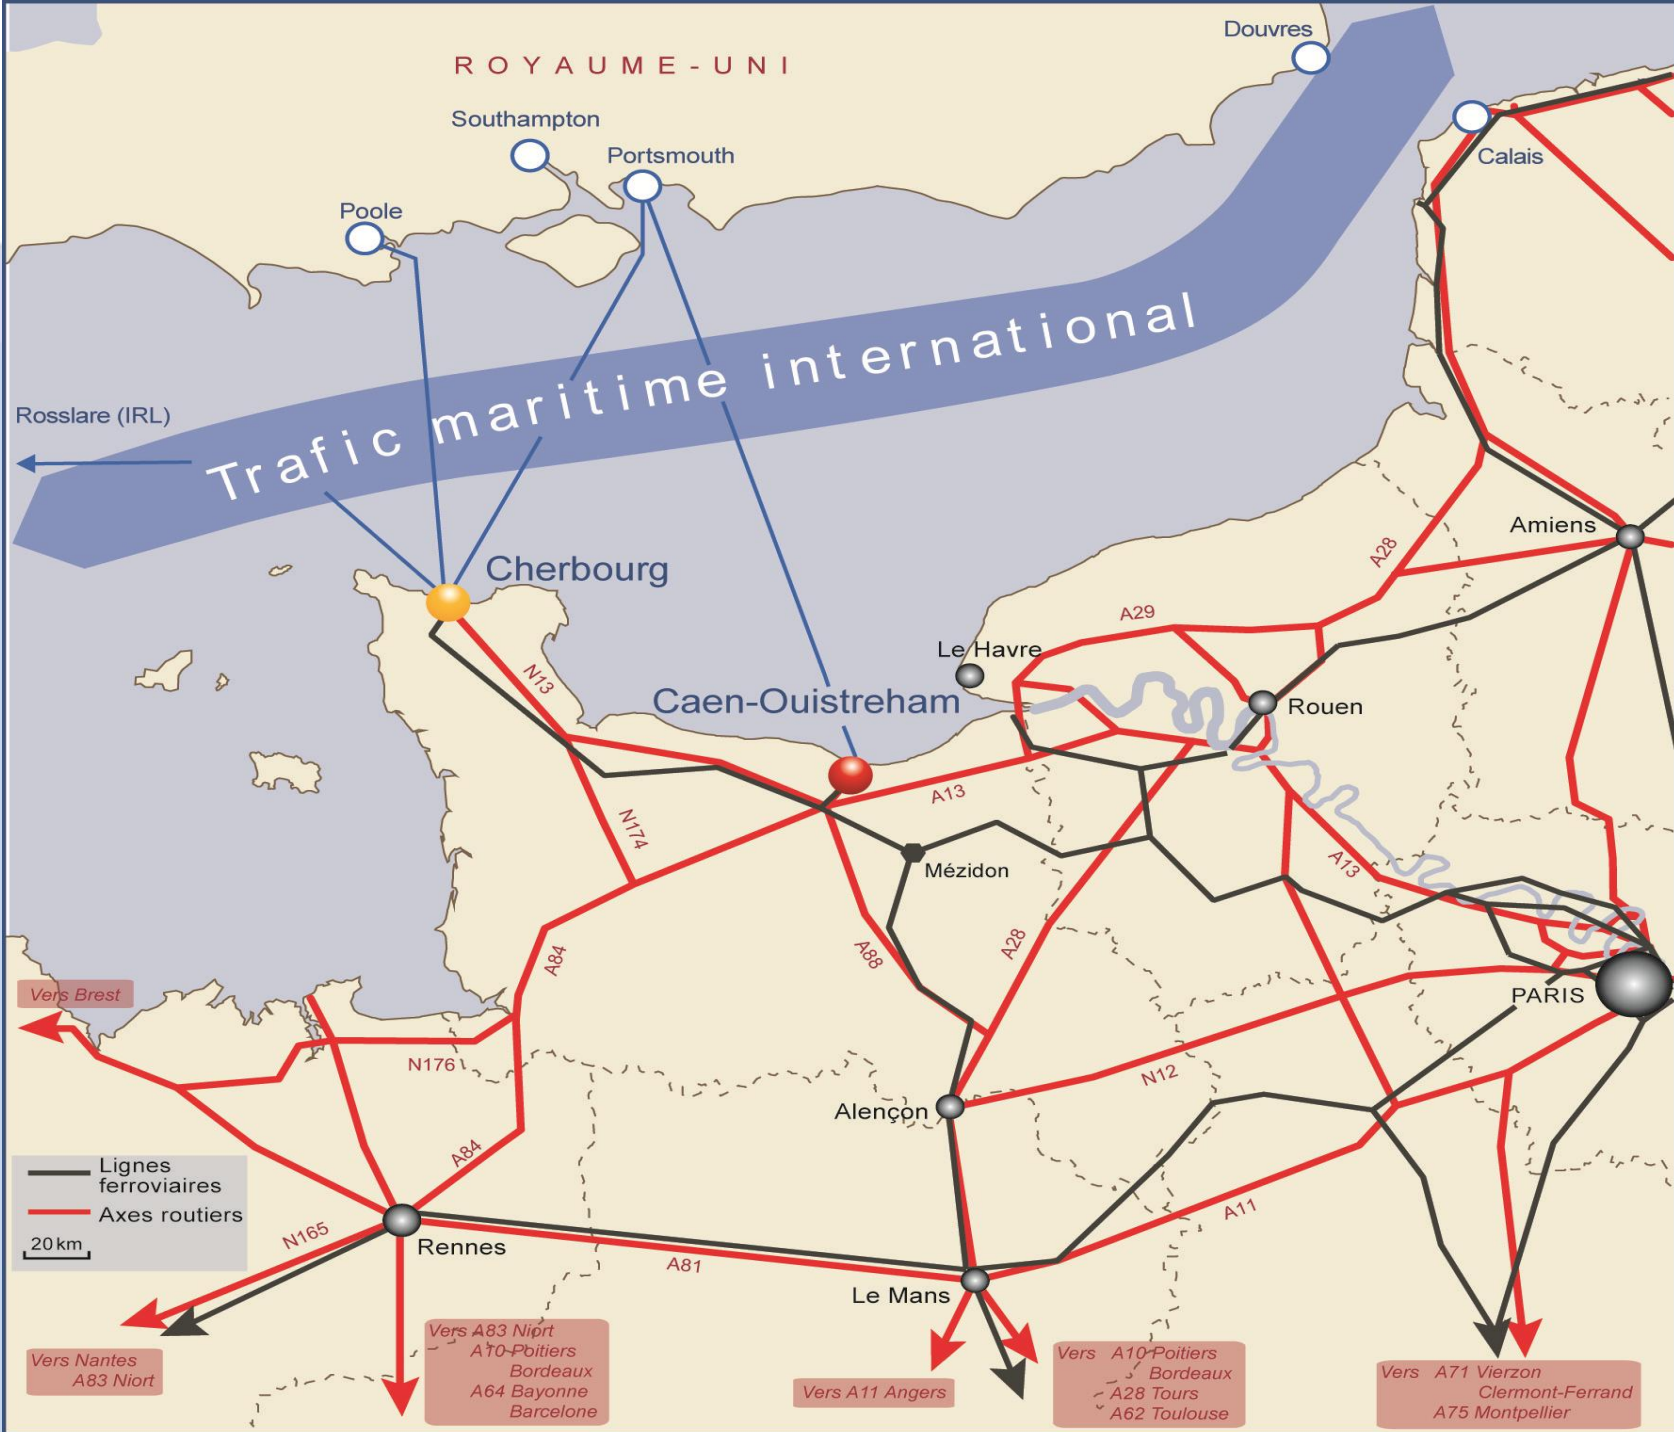 Douvres
ROYAUME-UNI
Southampton
Portsmouth
Calais
Poole
Trafic maritime international
Rosslare (IRL)
Amiens
A28
Cherbourg
A29
Le Havre
N13
Caen-Ouistreham
Rouen
A13
N174
Mézidon
A13
A88
A28
A84
Vers Brest
PARIS
N176
N12
Alençon
A84
Lignes
ferroviaires
Axes routiers
20 km
N165
Rennes
A81
A11
Le Mans
Vers Nantes
A83 Niort
Vers A83 Niort
A10 Poitiers
Bordeaux
A64 Bayonne
Barcelone
Vers A11 Angers
Vers A10 Poitiers
Bordeaux
A28 Tours
A62 Toulouse
Vers A71 Vierzon
Clermont-Ferrand
A75 Montpellier